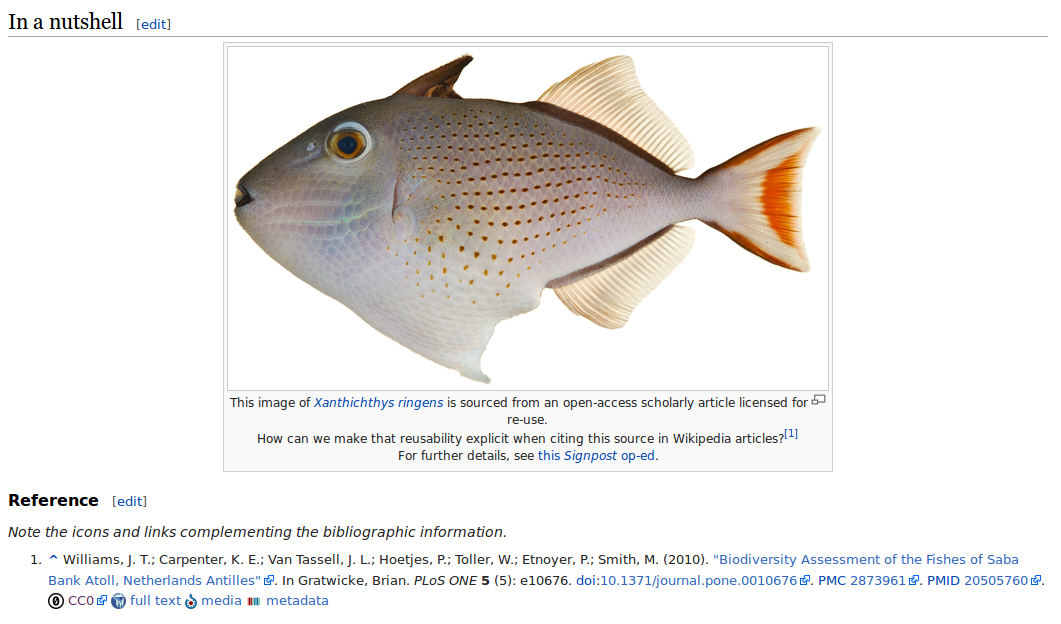 In a nutshell [edit]
This image of Xanthichthys ringens is sourced from an open-access scholarly article licensed for
re-use.
How can we make that reusability explicit when citing this source in Wikipedia articles?[1]
For further details, see this Signpost op-ed.
Reference [edit]
Note the icons and links complementing the bibliographic information.
1. ^ Williams, J. T.; Carpenter, K. E.; Van Tassell, J. L.; Hoetjes, P.; Toller, W.; Etnoyer, P.; Smith, M. (2010). "Biodiversity Assessment of the Fishes of Saba
Bank Atoll, Netherlands Antilles". In Gratwicke, Brian. PLoS ONE 5 (5): e10676. doi:10.1371/journal.pone.0010676. PMC 2873961. PMID 20505760.
CC0 full text media metadata